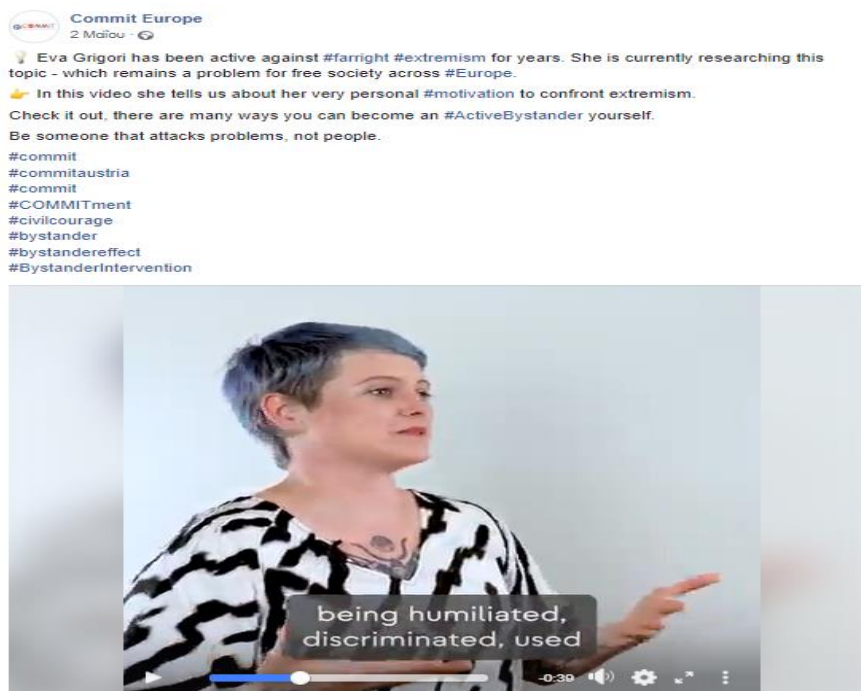 COMMIT
Commit Europe
2 Μαΐου ·
Eva Grigori has been active against #farright #extremism for years. She is currently researching this
topic - which remains a problem for free society across #Europe.
In this video she tells us about her very personal #motivation to confront extremism.
Check it out, there are many ways you can become an #ActiveBystander yourself.
Be someone that attacks problems, not people.
#commit
#commitaustria
#commit
#COMMITment
#civilcourage
#bystander
#bystandereffect
#BystanderIntervention
being humiliated,
discriminated, used
-0:39